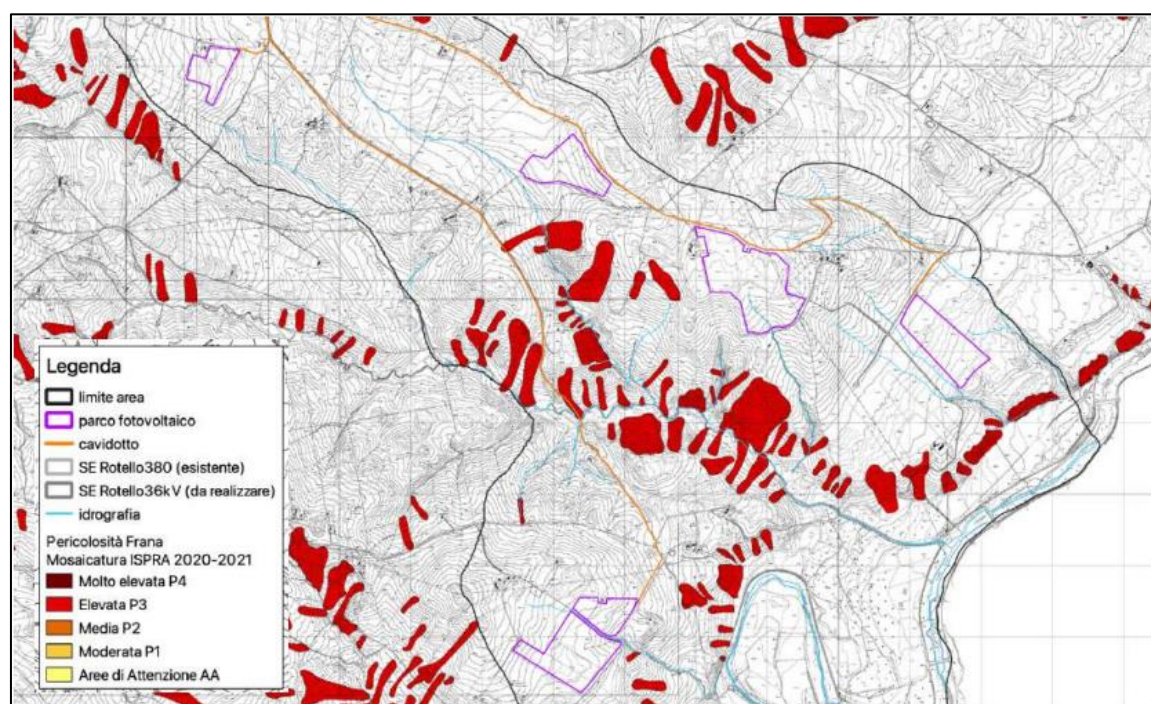 Legenda
limite area
parco fotovoltaico
cavidotto
SE Rotello380 (esistente)
SE Rotello36kV (da realizzare)
idrografia
Pericolosità Frana
Mosaicatura ISPRA 2020-2021
Molto elevata P4
Elevata P3
Media P2
Moderata P1
Aree di Attenzione AA